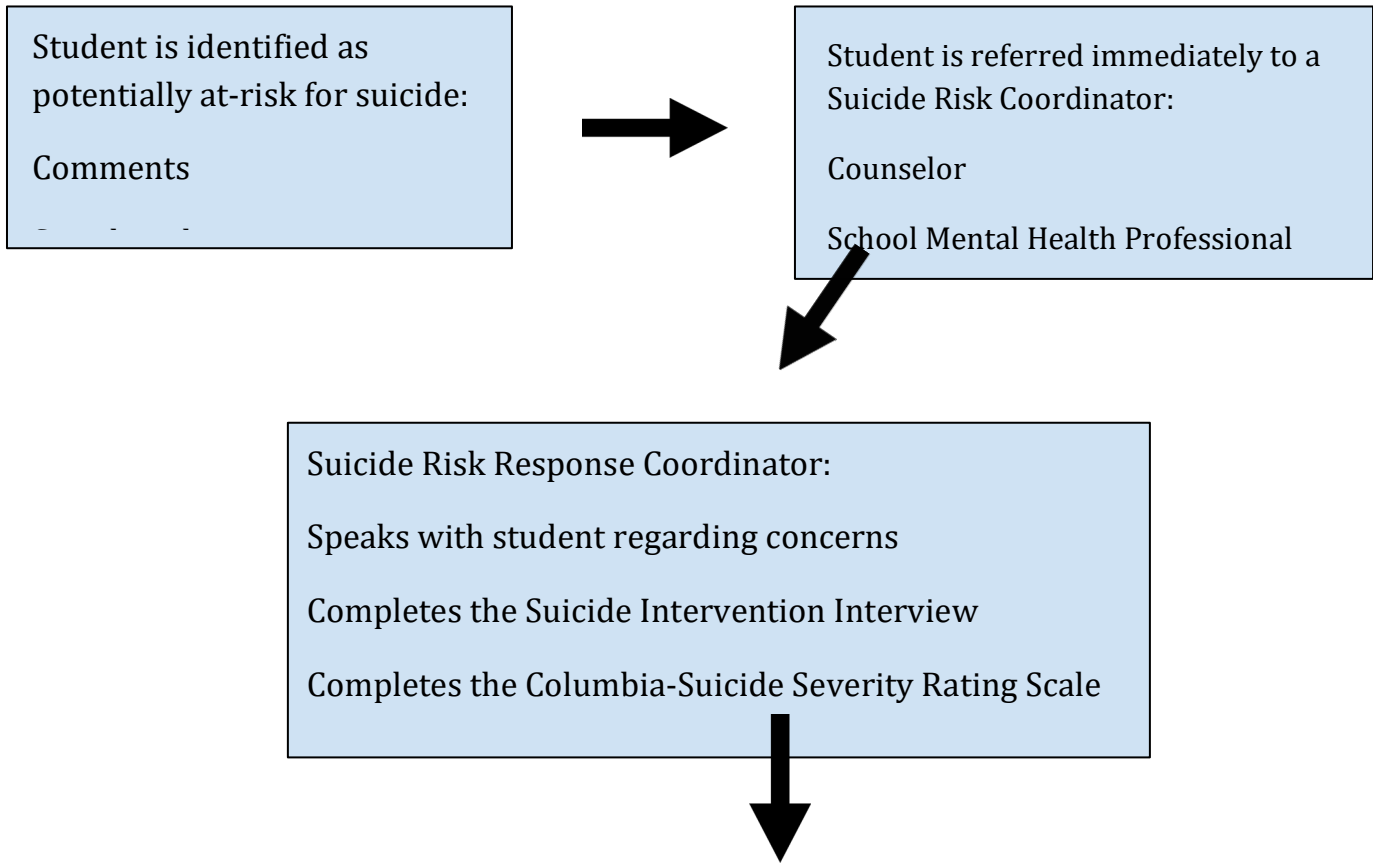 Student is identified as
potentially at-risk for suicide:
Comments
Student is referred immediately to a
Suicide Risk Coordinator:
Counselor
School Mental Health Professional
Suicide Risk Response Coordinator:
Speaks with student regarding concerns
Completes the Suicide Intervention Interview
Completes the Columbia-Suicide Severity Rating Scale